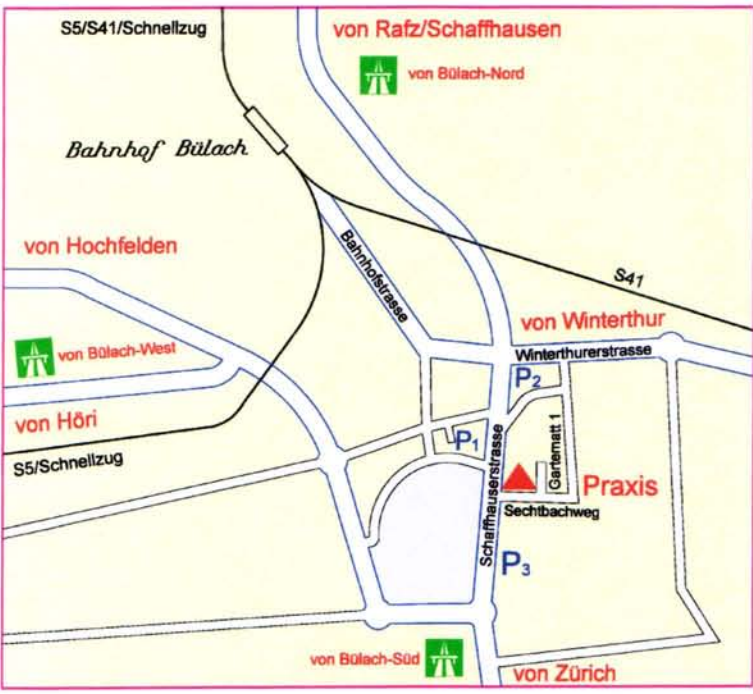 S5/S41/Schnellzug
von Rafz/Schaffhausen
von Bülach-Nord
Bahnhof Bülach
von Hochfelden
Bahnhofstrasse
S41
von Winterthur
Winterthurerstrasse
von Bülach-West
P2
von Höri
P1
Schaffhauserstrasse
Gartematt 1
S5/Schnellzug
Praxis
Sechtbachweg
P3
von Bülach-Süd
von Zürich